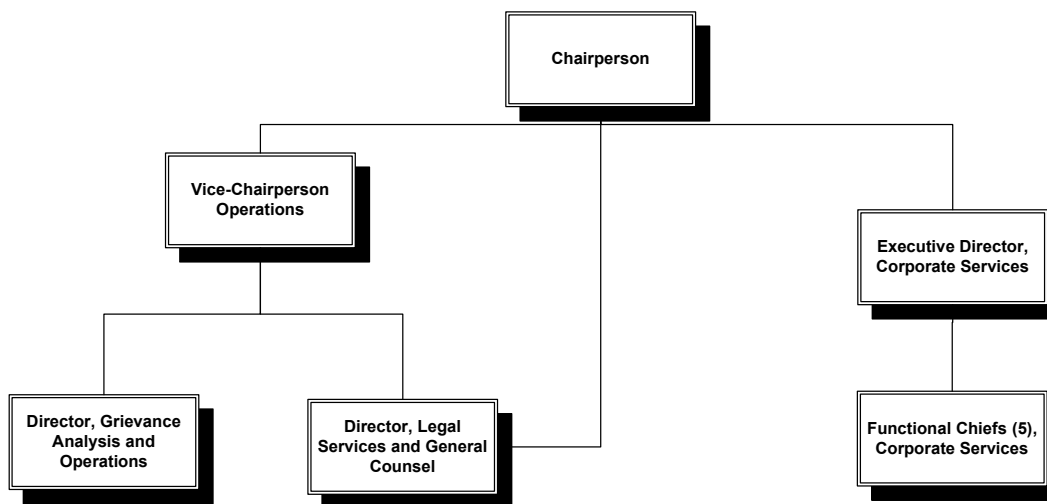 Chairperson
Vice-Chairperson
Operations
Executive Director,
Corporate Services
Director, Grievance
Analysis and
Operations
Director, Legal
Services and General
Counsel
Functional Chiefs (5),
Corporate Services